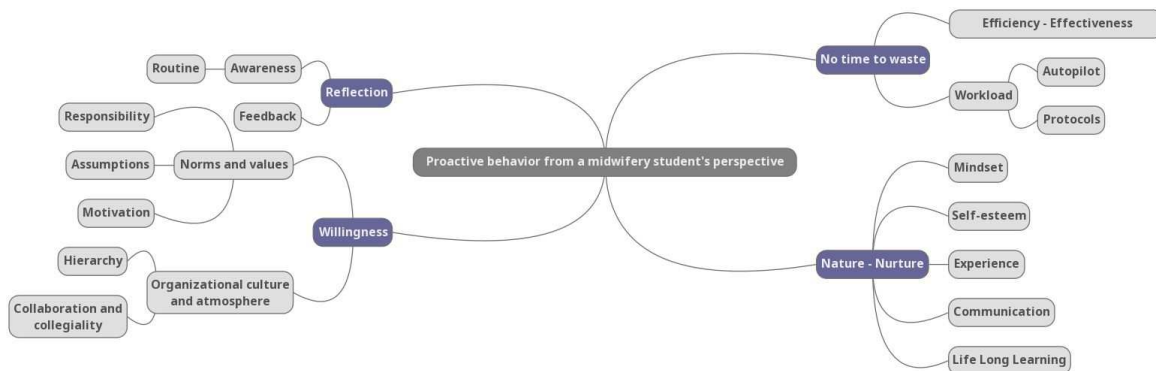 Proactive behavior from a midwifery student's perspective
Reflection
Awareness
Routine
Feedback
Willingness
Norms and values
Responsibility
Assumptions
Motivation
Organizational culture
and atmosphere
Hierarchy
Collaboration and
collegiality
No time to waste
Efficiency - Effectiveness
Workload
Autopilot
Protocols
Nature - Nurture
Mindset
Self-esteem
Experience
Communication
Life Long Learning